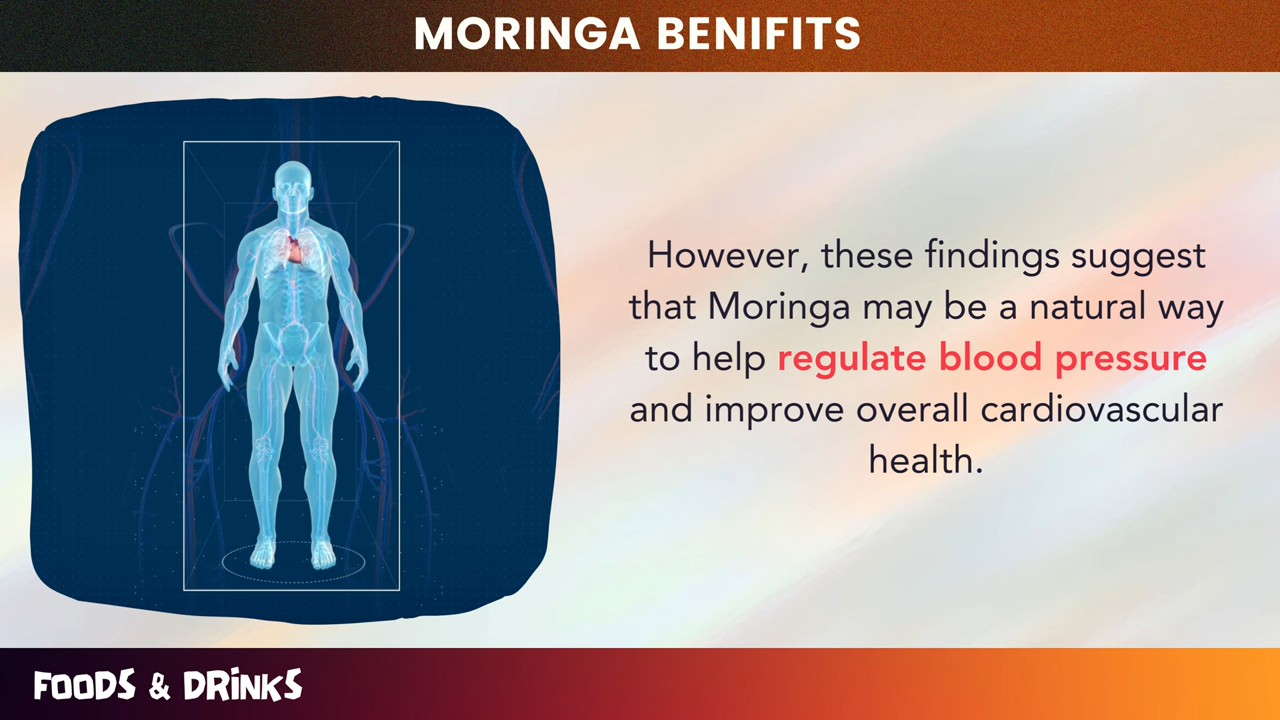 MORINGA BENIFITS
However, these findings suggest
that Moringa may be a natural way
to help regulate blood pressure
and improve overall cardiovascular
health.
FOODS & DRiNKS